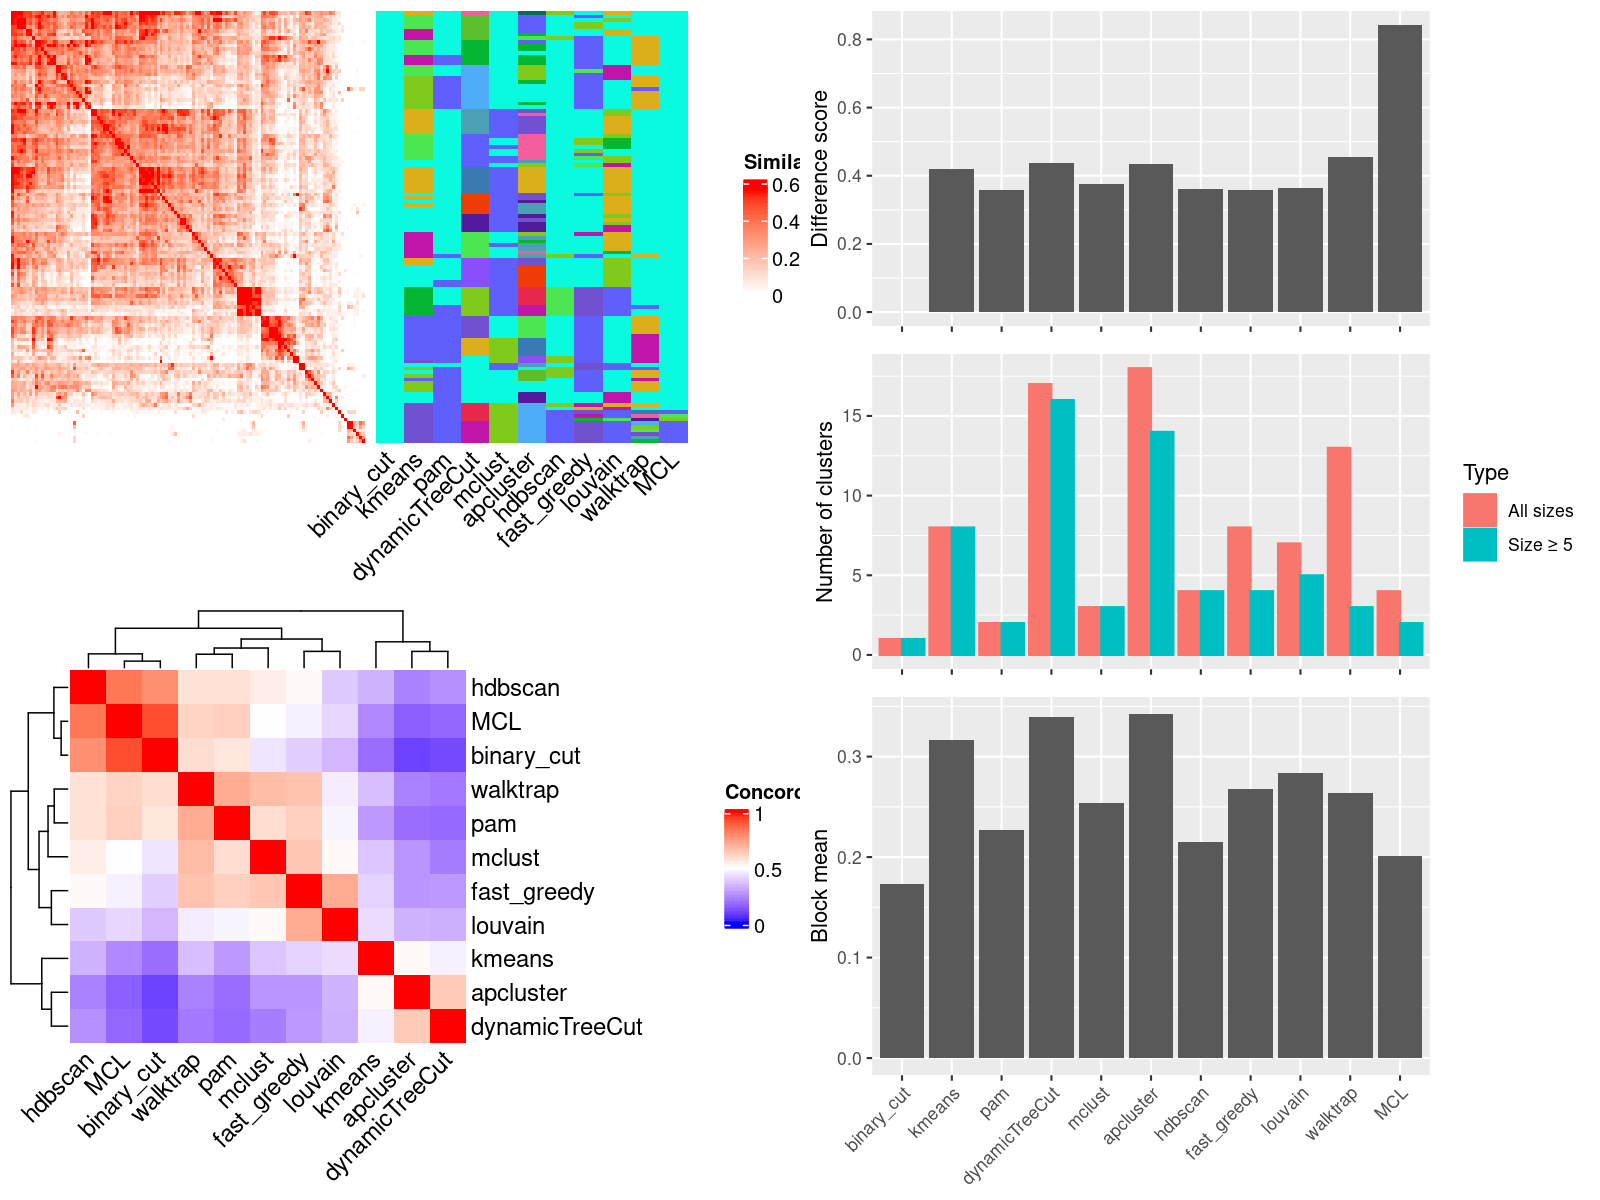 Simila
0.6
0.4
0.2
0
binary_cut
kmeans
pam
dynamicTreeCut
mclust
apcluster
hdbscan
fast_greedy
louvain
walktrap
MCL
hdbscan
MCL
binary_cut
walktrap
pam
mclust
fast_greedy
louvain
kmeans
apcluster
dynamicTreeCut
hdbscan
MCL
binary_cut
walktrap
pam
mclust
fast_greedy
louvain
kmeans
apcluster
dynamicTreeCut
Concord
1
0.5
0
Difference score
0.8
0.6
0.4
0.2
0.0
Number of clusters
15
10
5
0
Type
All sizes
Size ≥ 5
Block mean
0.3
0.2
0.1
0.0
binary_cut
kmeans
pam
dynamicTreeCut
mclust
apcluster
hdbscan
fast_greedy
louvain
walktrap
MCL